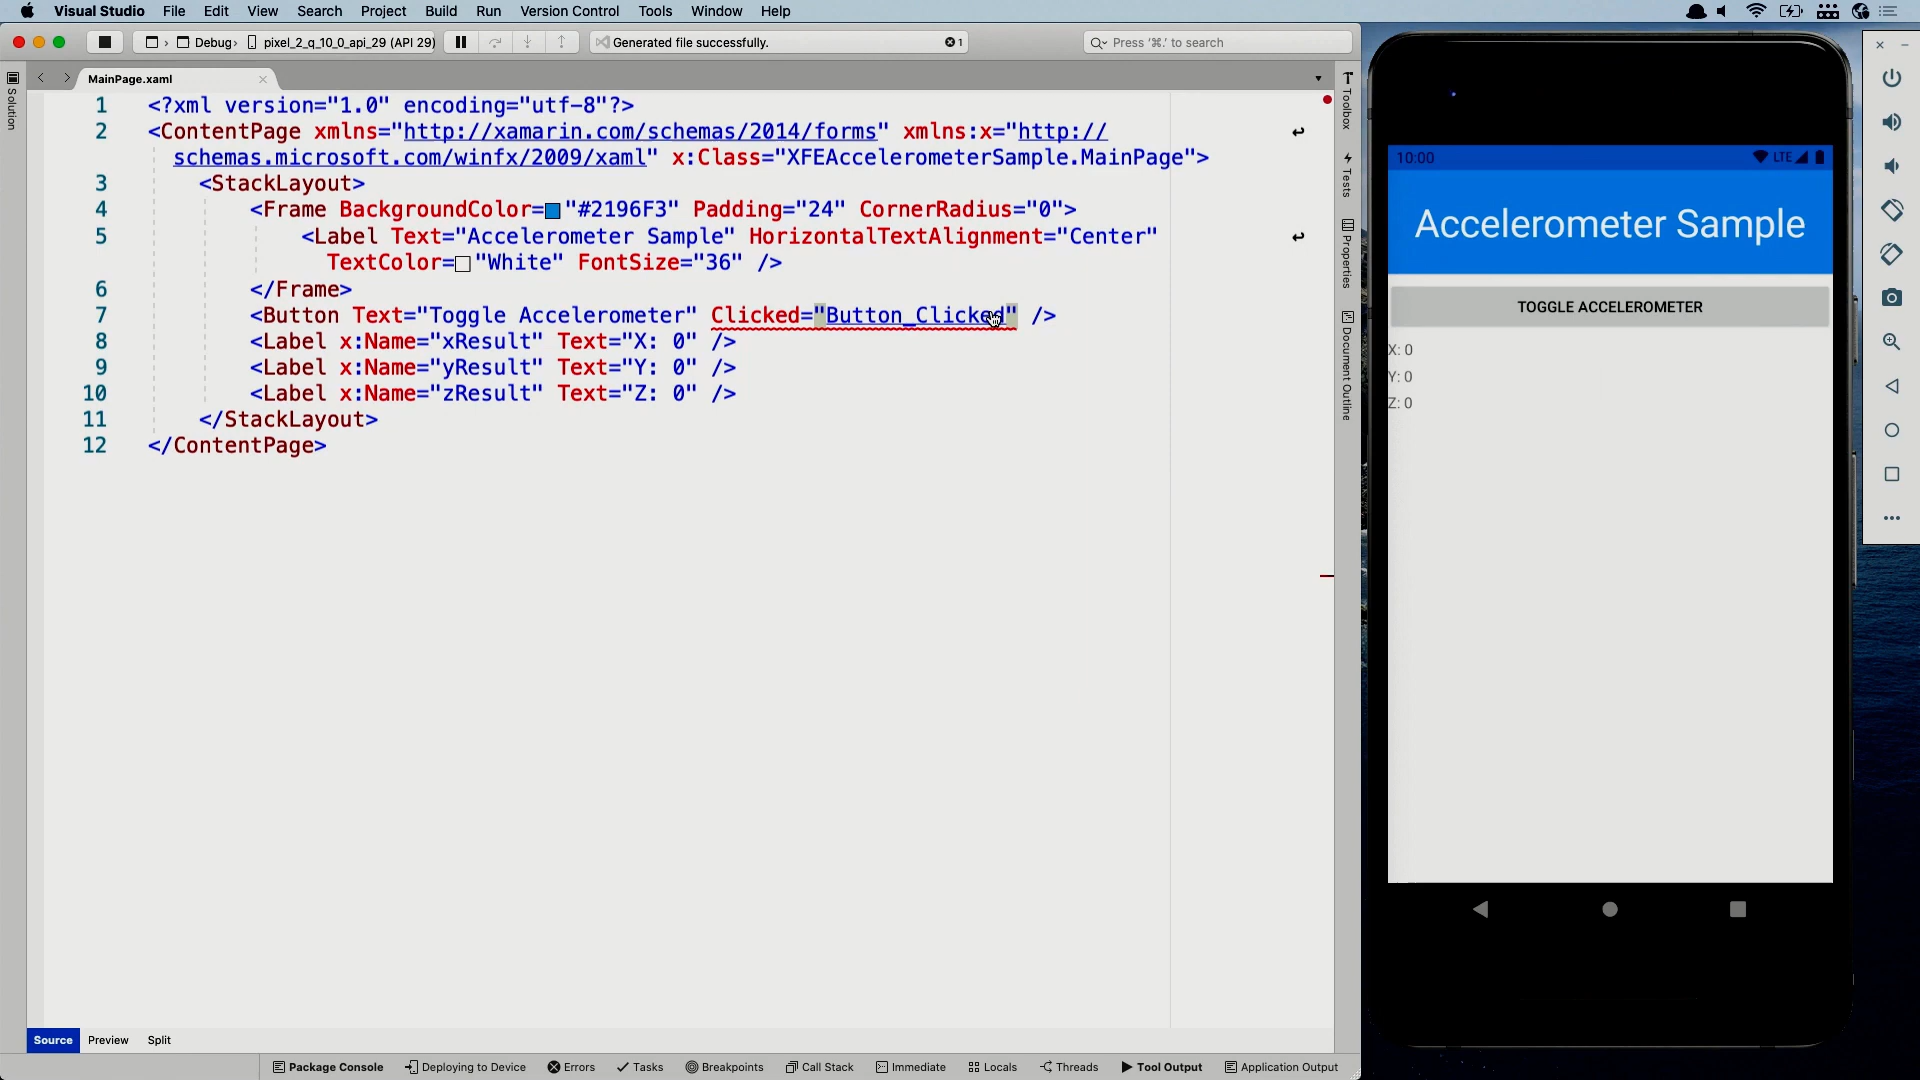 Visual Studio File Edit View Search Project Build Run Version Control Tools Window Help
Debug pixel_2_q_10_0_api_29 (API 29) Generated file successfully. 1 Press '⌘.' to search
Solution
MainPage.xaml
1 <?xml version="1.0" encoding="utf-8"?>
2 <ContentPage xmlns="http://xamarin.com/schemas/2014/forms" xmlns:x="http://
schemas.microsoft.com/winfx/2009/xaml" x:Class="XFEAccelerometerSample.MainPage">
3 <StackLayout>
4 <Frame BackgroundColor="#2196F3" Padding="24" CornerRadius="0">
5 <Label Text="Accelerometer Sample" HorizontalTextAlignment="Center"
TextColor="White" FontSize="36" />
6 </Frame>
7 <Button Text="Toggle Accelerometer" Clicked="Button_Clicked" />
8 <Label x:Name="xResult" Text="X: 0" />
9 <Label x:Name="yResult" Text="Y: 0" />
10 <Label x:Name="zResult" Text="Z: 0" />
11 </StackLayout>
12 </ContentPage>
Toolbox
Tests
Properties
Document Outline
Source Preview Split
Package Console Deploying to Device Errors Tasks Breakpoints Call Stack Immediate Locals Threads Tool Output Application Output
10:00 LTE
Accelerometer Sample
TOGGLE ACCELEROMETER
X: 0
Y: 0
Z: 0